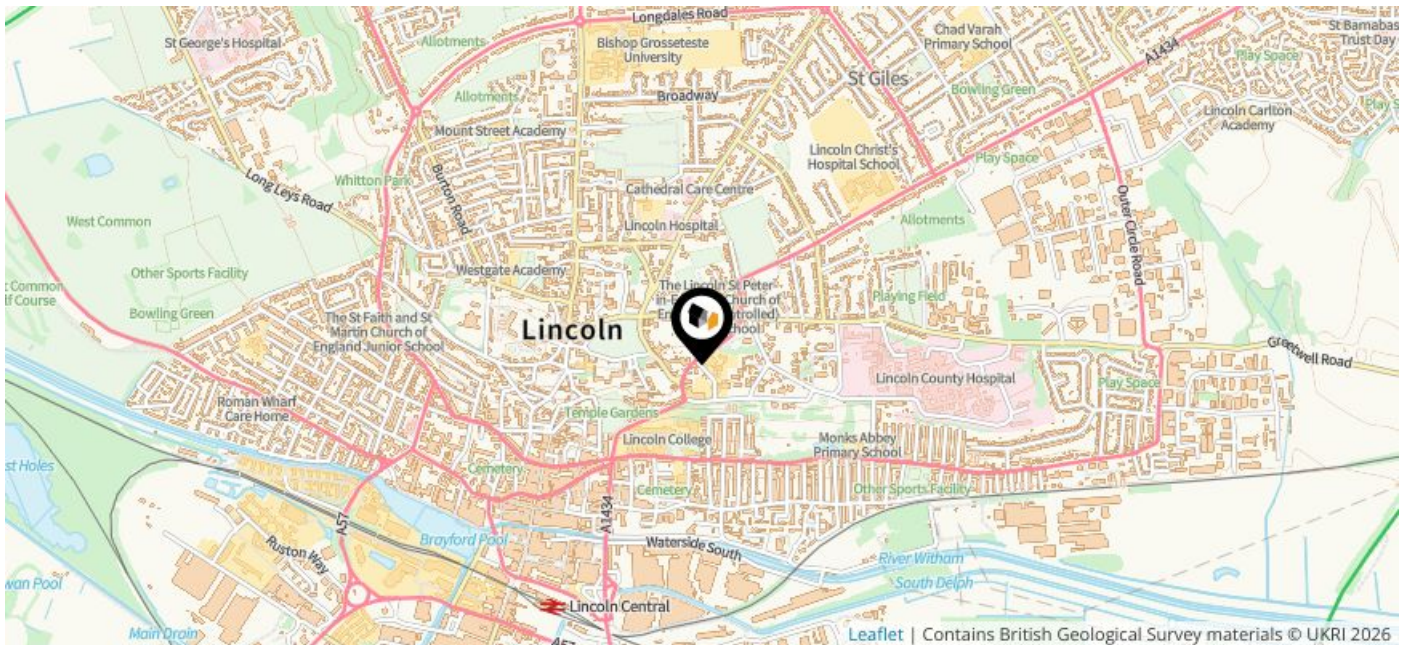 Longdales Road
St George's Hospital
Allotments
Bishop Grosseteste
University
Chad Varah
Primary School
St Barnabas
Trust Day
A1434
Play Space
St Giles
Allotments
Broadway
Bowling Green
Lincoln Carlton
Academy
Mount Street Academy
Lincoln Christ's
Hospital School
Play Space
Whitton Park
Long Leys Road
Burton Road
Cathedral Care Centre
Outer Circle Road
West Common
Lincoln Hospital
Allotments
Other Sports Facility
Westgate Academy
The Lincoln St Peter
Playing Field
Bowling Green
The St Faith and St
Martin Church of
England Junior School
Lincoln
Greetwell Road
Lincoln County Hospital
Play Space
Roman Wharf
Care Home
Temple Gardens
Lincoln College
Monks Abbey
Primary School
Cemetery
Cemetery
Other Sports Facility
A57
A1434
Brayford Pool
Waterside South
Ruston Way
River Witham
South Delph
Lincoln Central
Main Drain
A57
Leaflet | Contains British Geological Survey materials © UKRI 2026